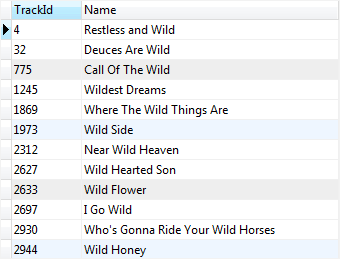 TrackId Name
4 Restless and Wild
32 Deuces Are Wild
775 Call Of The Wild
1245 Wildest Dreams
1869 Where The Wild Things Are
1973 Wild Side
2312 Near Wild Heaven
2627 Wild Hearted Son
2633 Wild Flower
2697 I Go Wild
2930 Who's Gonna Ride Your Wild Horses
2944 Wild Honey